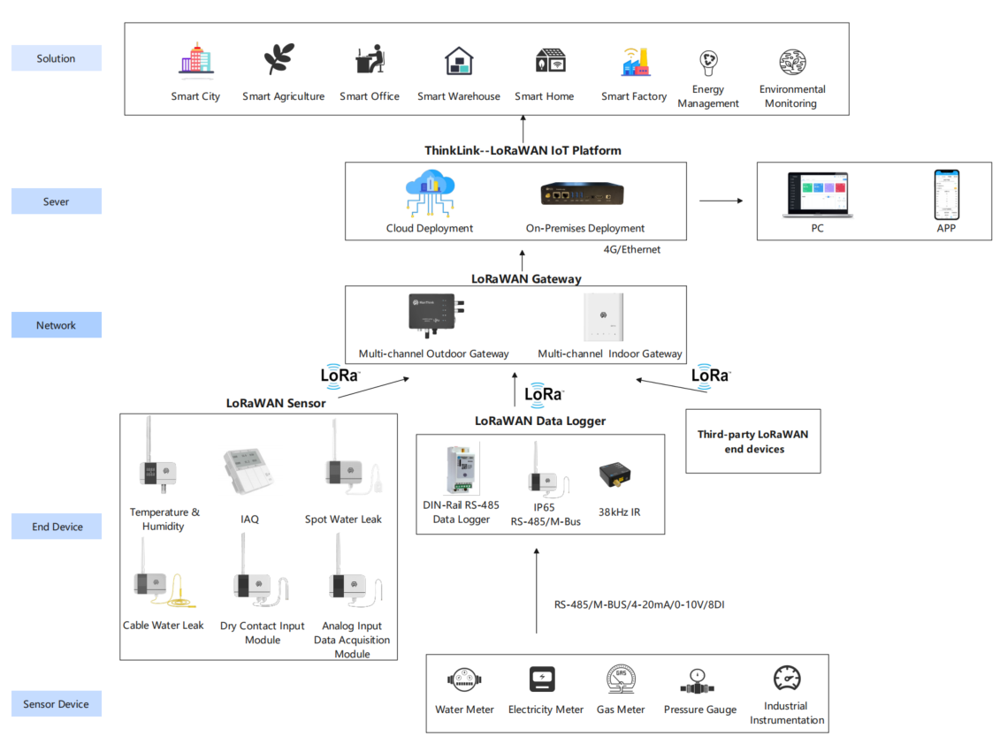 Solution
Smart City
Smart Agriculture
Smart Office
Smart Warehouse
Smart Home
Smart Factory
Energy
Management
Environmental
Monitoring
ThinkLink--LoRaWAN IoT Platform
Sever
Cloud Deployment
On-Premises Deployment
PC
APP
4G/Ethernet
LoRaWAN Gateway
Network
Multi-channel Outdoor Gateway
Multi-channel Indoor Gateway
LoRa™
LoRa™
LoRa™
LoRaWAN Sensor
LoRaWAN Data Logger
Third-party LoRaWAN
end devices
End Device
Temperature &
Humidity
IAQ
Spot Water Leak
Cable Water Leak
Dry Contact Input
Module
Analog Input
Data Acquisition
Module
DIN-Rail RS-485
Data Logger
IP65
RS-485/M-Bus
38kHz IR
RS-485/M-BUS/4-20mA/0-10V/8DI
Sensor Device
Water Meter
Electricity Meter
GAS
Gas Meter
Pressure Gauge
Industrial
Instrumentation